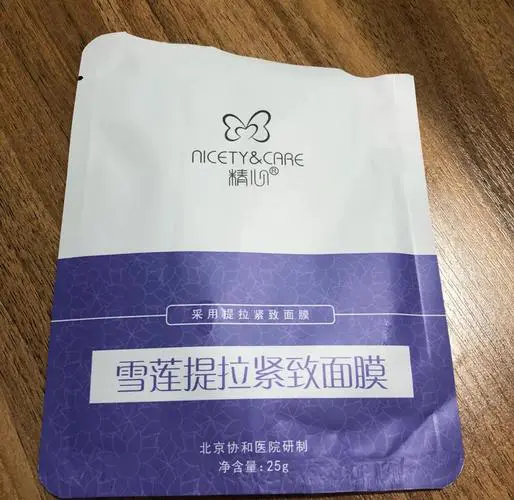 NICETY&CARE
精心®
采用提拉紧致面膜
雪莲提拉紧致面膜
北京协和医院研制
净含量:25g